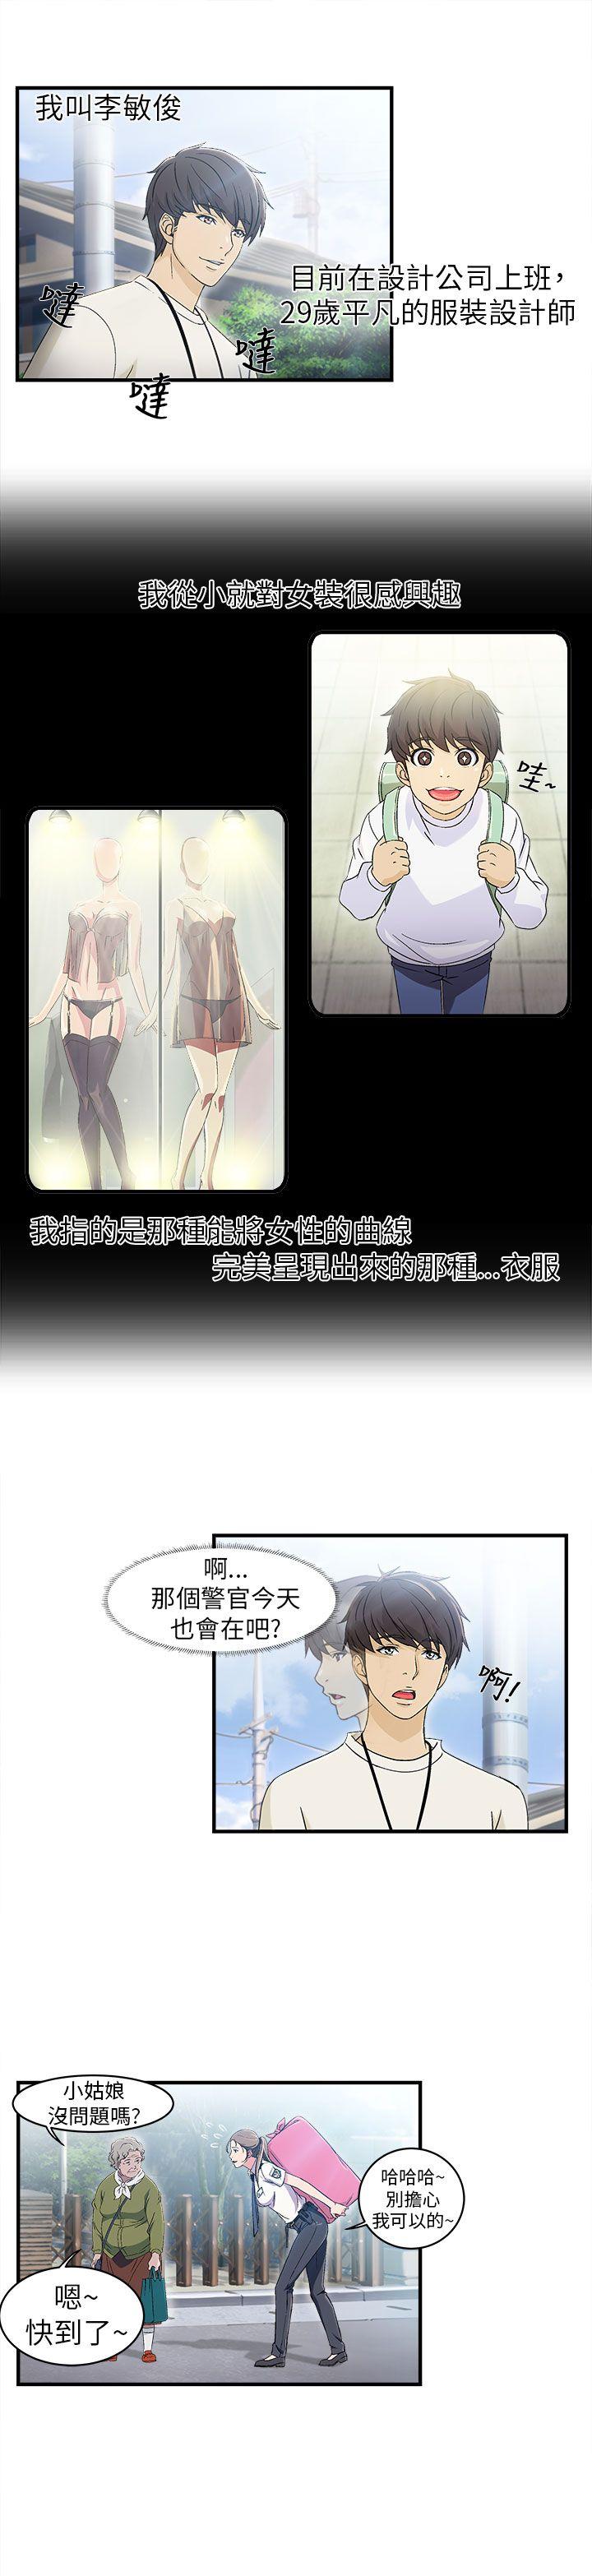 我叫李敏俊
目前在設計公司上班，
29歲平凡的服裝設計師
噠
噠
噠
我從小就對女裝很感興趣
哇~
我指的是那種能將女性的曲線
完美呈現出來的那種...衣服
啊...
那個警官今天
也會在吧?
啊!
小姑娘
沒問題嗎?
哈哈哈~
別擔心
我可以的~
嗯~
快到了~